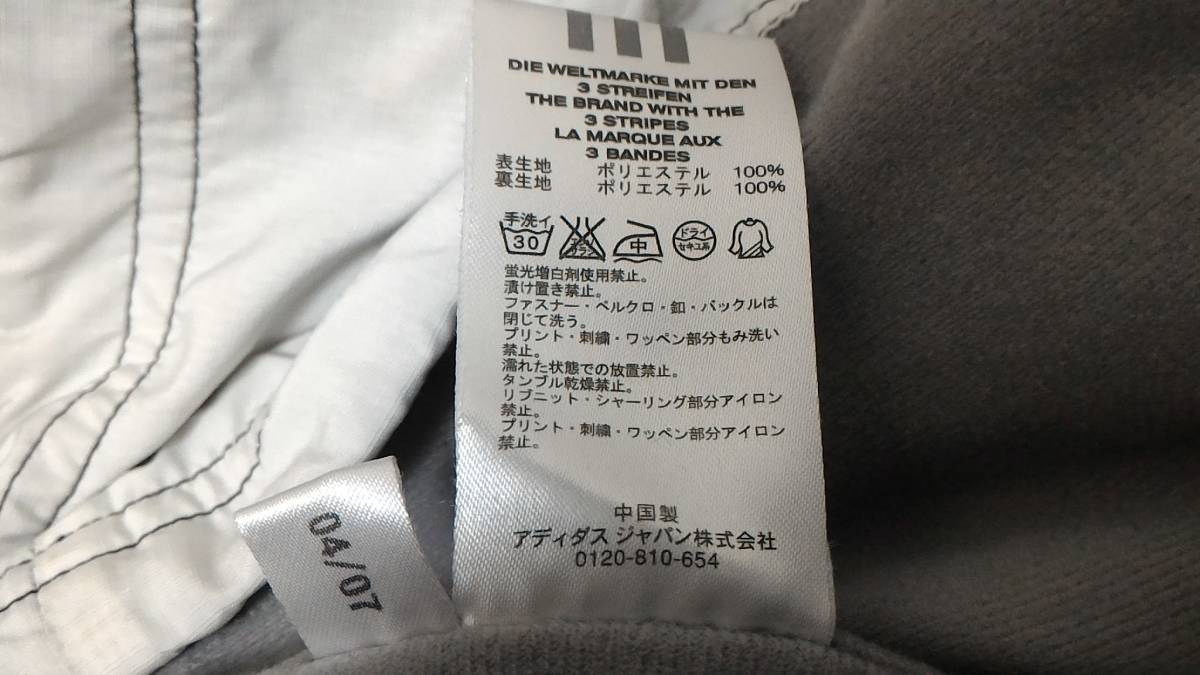 DIE WELTMARKE MIT DEN
3 STREIFEN
THE BRAND WITH THE
3 STRIPES
LA MARQUE AUX
3 BANDES
表生地 ポリエステル 100%
裏生地 ポリエステル 100%
手洗イ
30
エンソ
サラシ
中
ドライ
セキユ系
蛍光増白剤使用禁止。
漬け置き禁止。
ファスナー・ベルクロ・釦・バックルは
閉じて洗う。
プリント・刺繍・ワッペン部分もみ洗い
禁止。
濡れた状態での放置禁止。
タンブル乾燥禁止。
リブニット・シャーリング部分アイロン
禁止。
プリント・刺繍・ワッペン部分アイロン
禁止。
中国製
アディダス ジャパン株式会社
0120-810-654
04/07